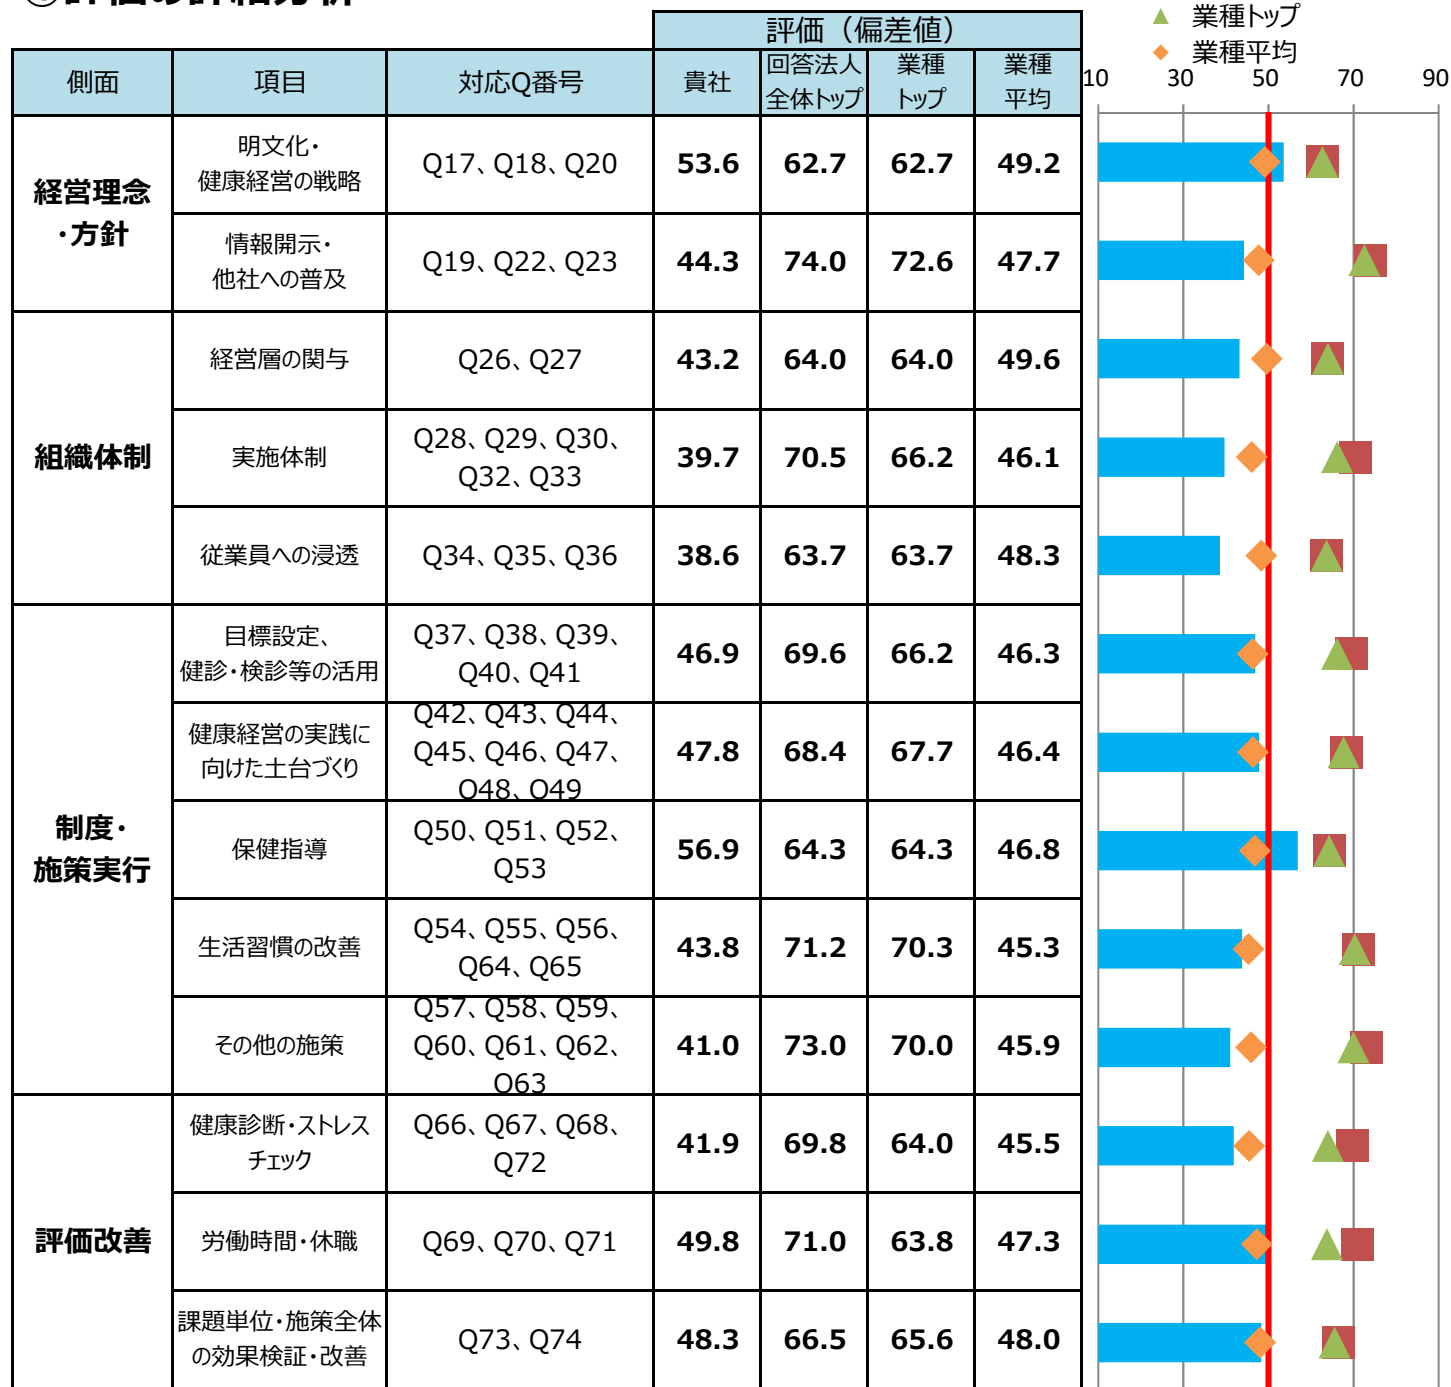 ①評価の詳細分析
▲ 業種トップ
◆ 業種平均
10 30 50 70 90
評価（偏差値）
側面 項目 対応Q番号 貴社 回答法人全体トップ 業種トップ 業種平均
経営理念・方針
明文化・
健康経営の戦略
Q17、Q18、Q20
53.6 62.7 62.7 49.2
情報開示・
他社への普及
Q19、Q22、Q23
44.3 74.0 72.6 47.7
組織体制
経営層の関与
Q26、Q27
43.2 64.0 64.0 49.6
実施体制
Q28、Q29、Q30、
Q32、Q33
39.7 70.5 66.2 46.1
従業員への浸透
Q34、Q35、Q36
38.6 63.7 63.7 48.3
制度・
施策実行
目標設定、
健診・検診等の活用
Q37、Q38、Q39、
Q40、Q41
46.9 69.6 66.2 46.3
健康経営の実践に
向けた土台づくり
Q42、Q43、Q44、
Q45、Q46、Q47、
Q48、Q49
47.8 68.4 67.7 46.4
保健指導
Q50、Q51、Q52、
Q53
56.9 64.3 64.3 46.8
生活習慣の改善
Q54、Q55、Q56、
Q64、Q65
43.8 71.2 70.3 45.3
その他の施策
Q57、Q58、Q59、
Q60、Q61、Q62、
Q63
41.0 73.0 70.0 45.9
評価改善
健康診断・ストレス
チェック
Q66、Q67、Q68、
Q72
41.9 69.8 64.0 45.5
労働時間・休職
Q69、Q70、Q71
49.8 71.0 63.8 47.3
課題単位・施策全体
の効果検証・改善
Q73、Q74
48.3 66.5 65.6 48.0